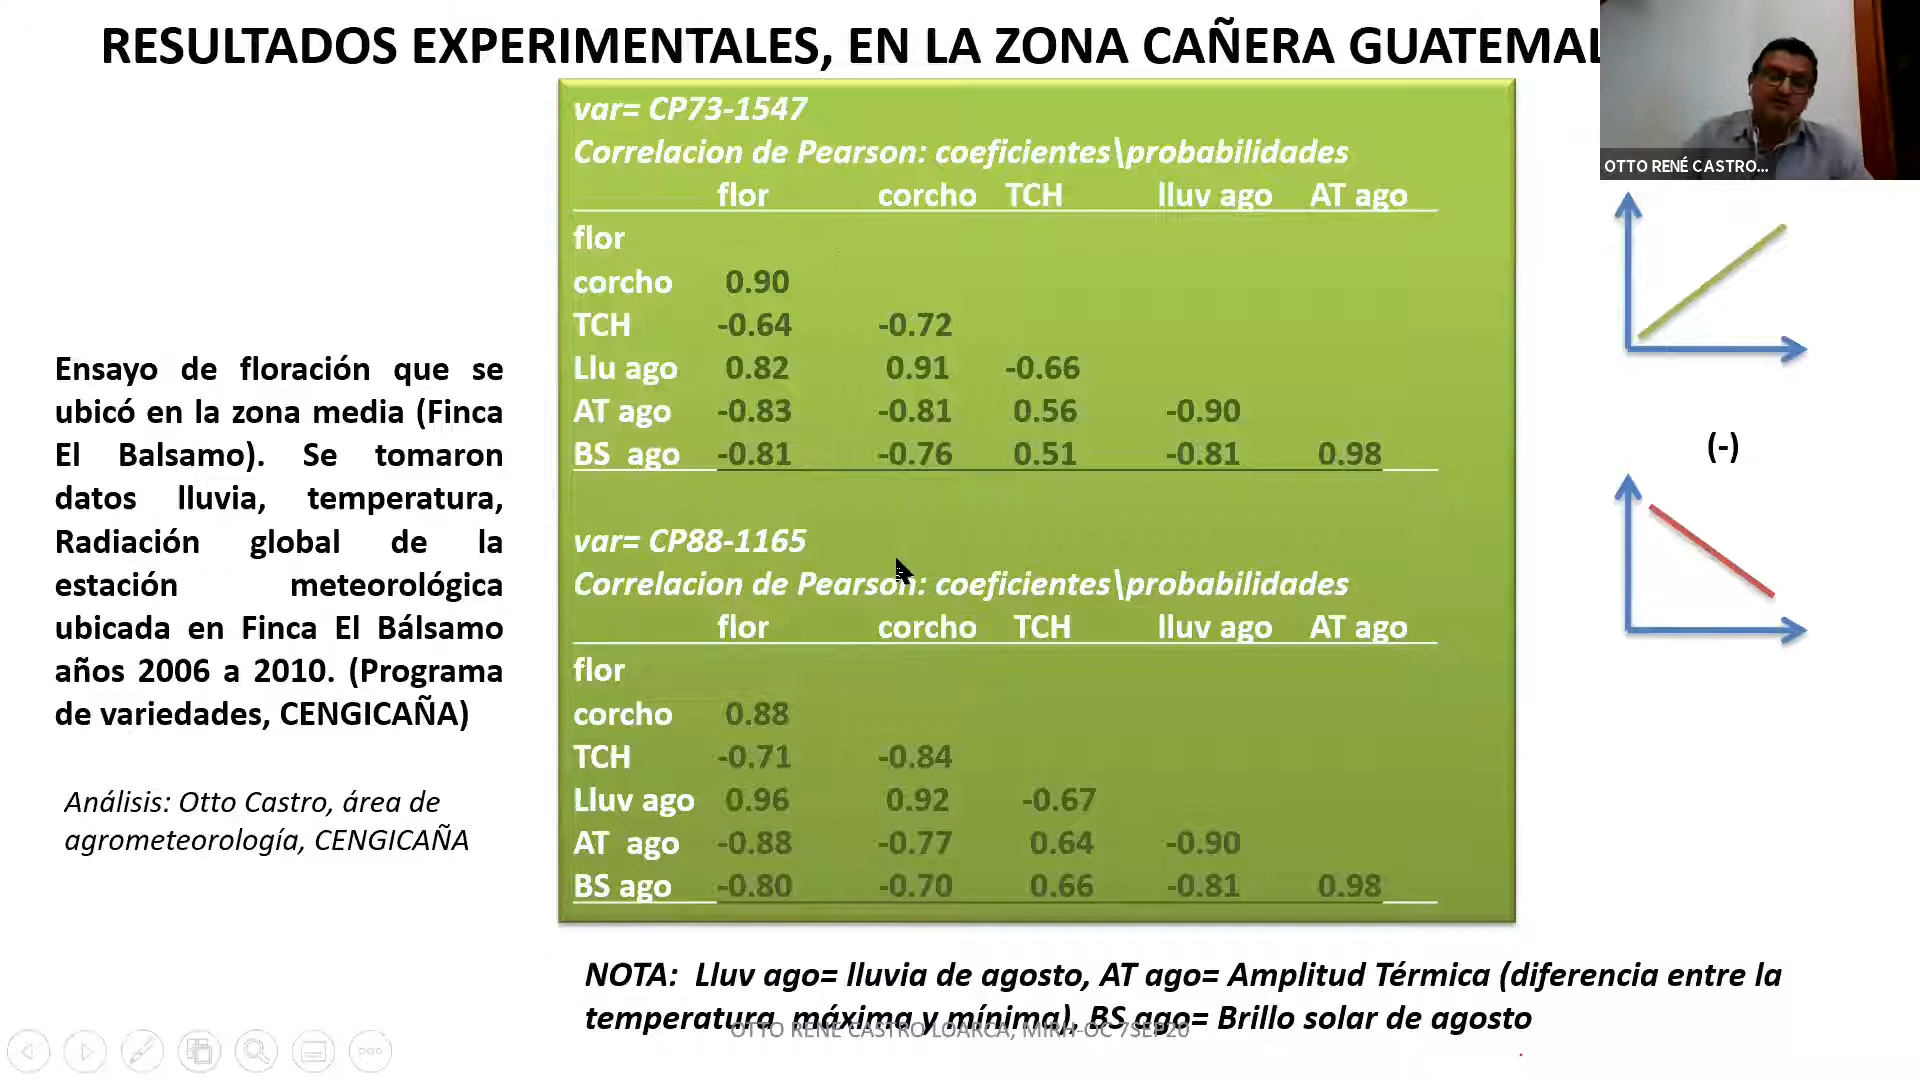 RESULTADOS EXPERIMENTALES, EN LA ZONA CAÑERA GUATEMAL
OTTO RENÉ CASTRO...
var= CP73-1547
Correlacion de Pearson: coeficientes\probabilidades
flor corcho TCH lluv ago AT ago
flor
corcho 0.90
TCH -0.64 -0.72
Llu ago 0.82 0.91 -0.66
AT ago -0.83 -0.81 0.56 -0.90
BS ago -0.81 -0.76 0.51 -0.81 0.98
var= CP88-1165
Correlacion de Pearson: coeficientes\probabilidades
flor corcho TCH lluv ago AT ago
flor
corcho 0.88
TCH -0.71 -0.84
Lluv ago 0.96 0.92 -0.67
AT ago -0.88 -0.77 0.64 -0.90
BS ago -0.80 -0.70 0.66 -0.81 0.98
Ensayo de floración que se
ubicó en la zona media (Finca
El Balsamo). Se tomaron
datos lluvia, temperatura,
Radiación global de la
estación meteorológica
ubicada en Finca El Bálsamo
años 2006 a 2010. (Programa
de variedades, CENGICAÑA)
Análisis: Otto Castro, área de
agrometeorología, CENGICAÑA
(-)
NOTA: Lluv ago= lluvia de agosto, AT ago= Amplitud Térmica (diferencia entre la
temperatura máxima y mínima), BS ago= Brillo solar de agosto
OTTO RENÉ CASTRO LOARCA, MIRH-OC 7SEP20